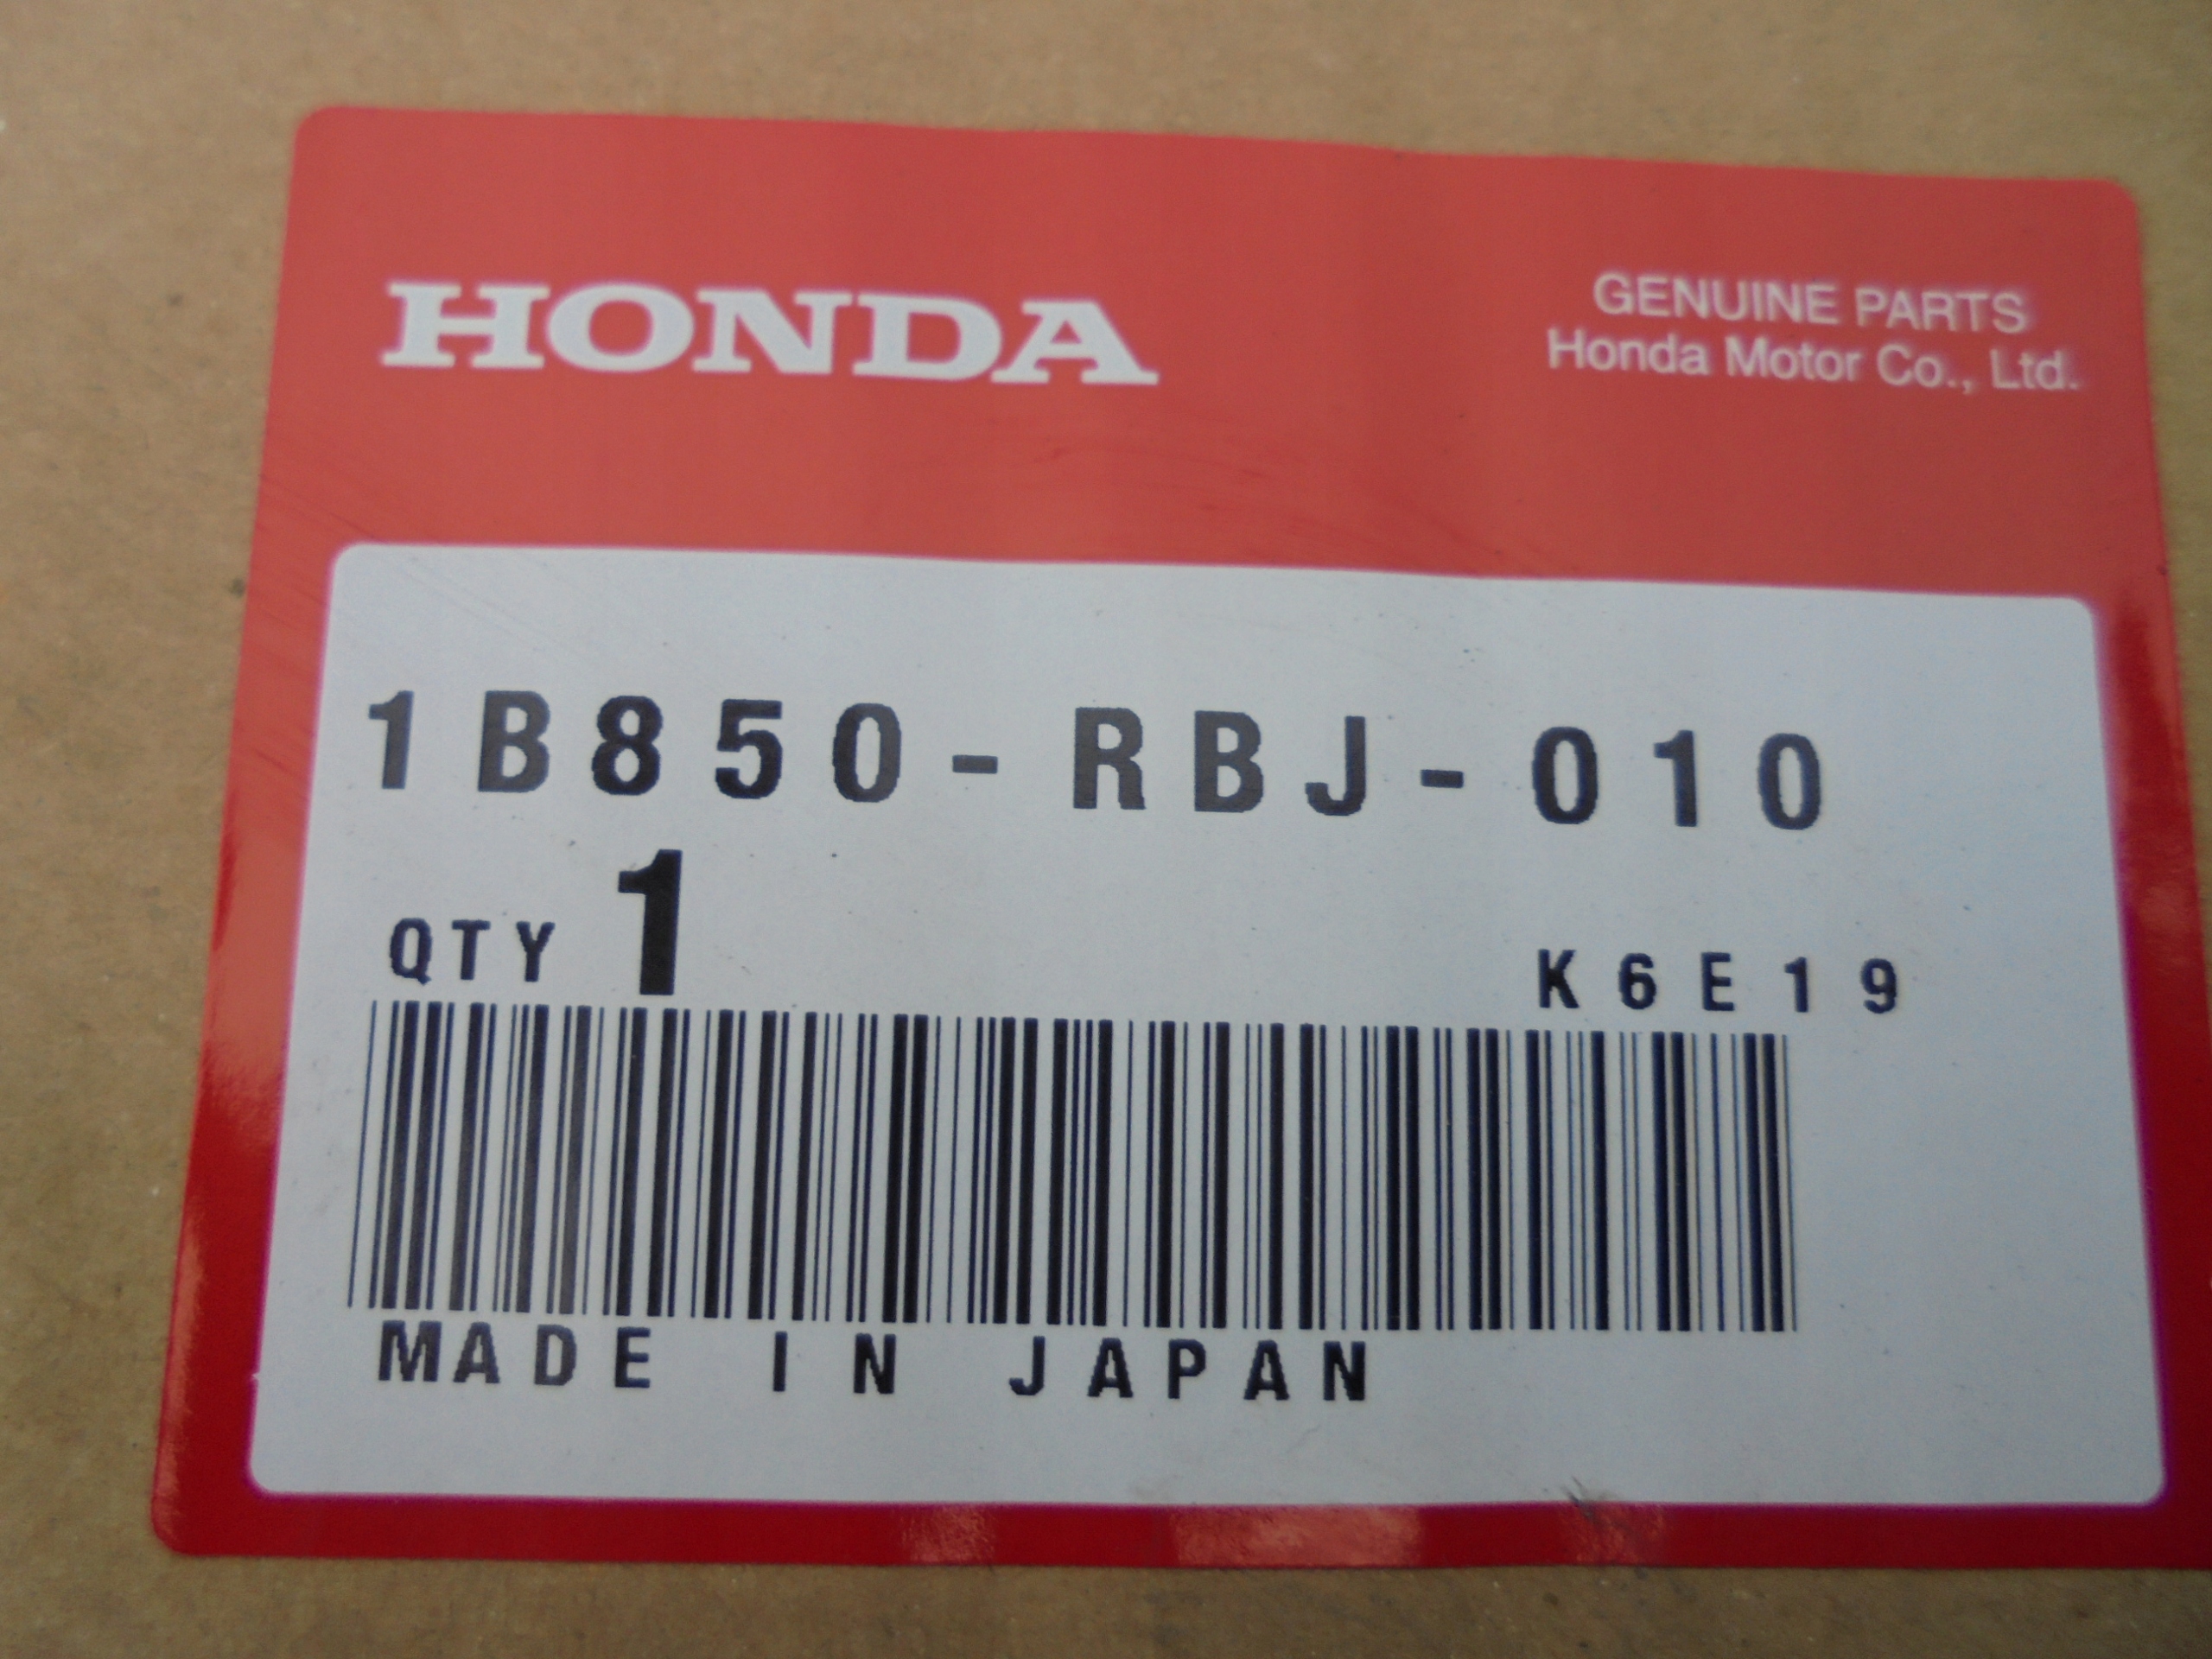 HONDA
GENUINE PARTS
Honda Motor Co., Ltd.
1B850-RBJ-010
QTY 1
K6E19
MADE IN JAPAN